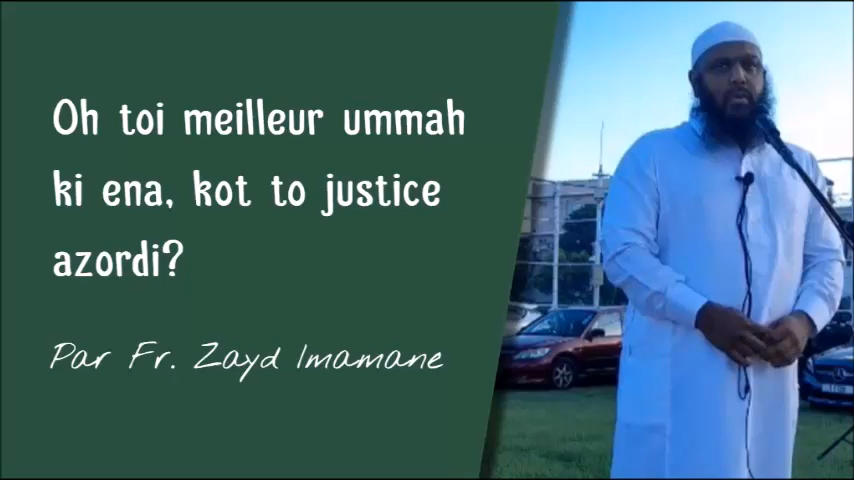 Oh toi meilleur ummah
ki ena, kot to justice
azordi?
Par Fr. Zayd Imamane